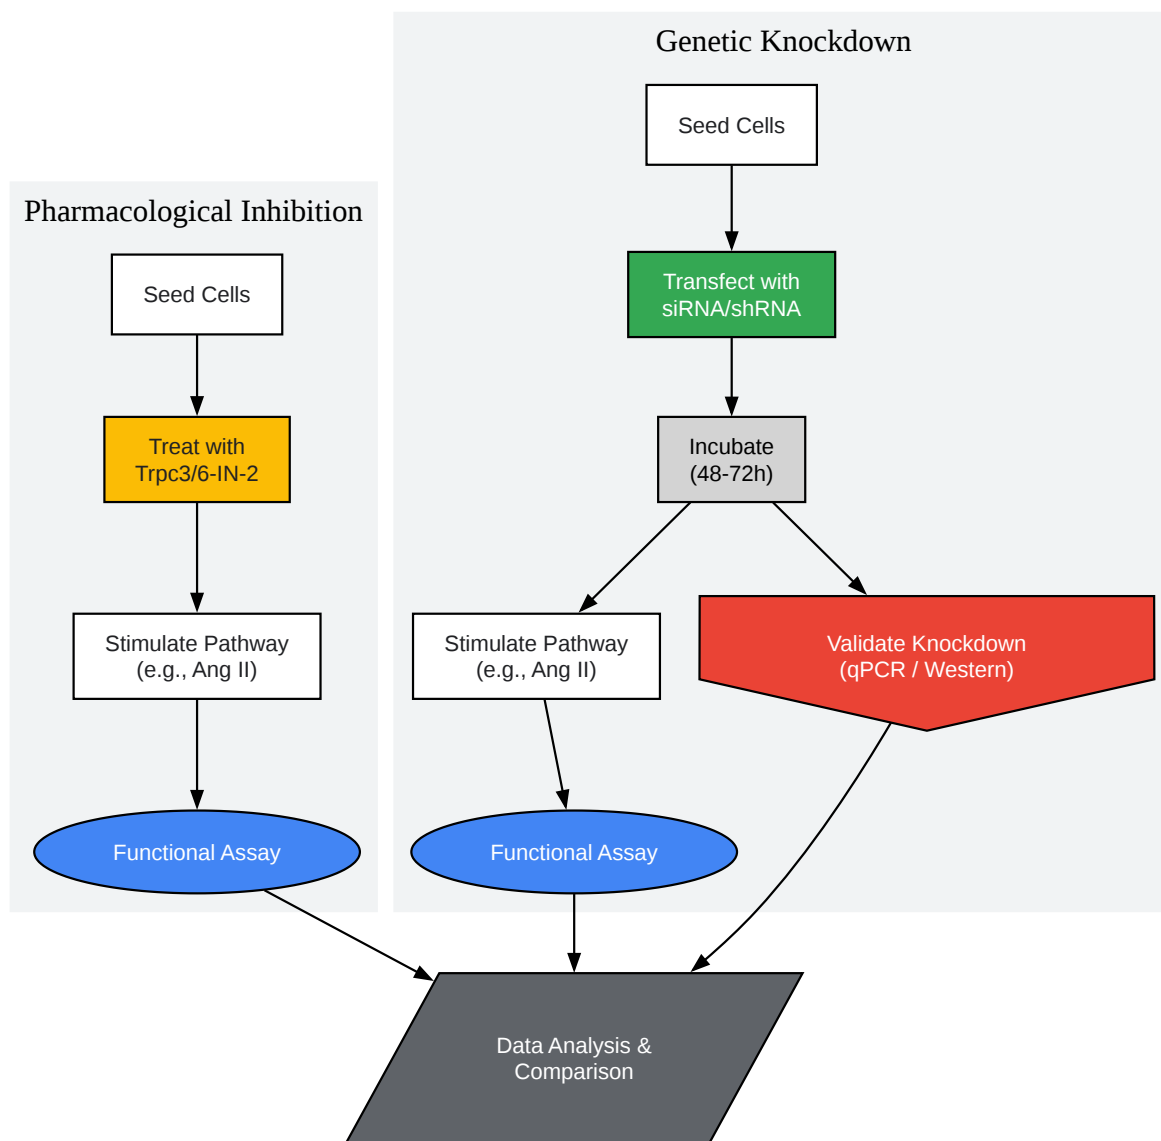 Genetic Knockdown
Seed Cells
Transfect with
siRNA/shRNA
Incubate
(48-72h)
Stimulate Pathway
(e.g., Ang II)
Validate Knockdown
(qPCR / Western)
Functional Assay
Pharmacological Inhibition
Seed Cells
Treat with
Trpc3/6-IN-2
Stimulate Pathway
(e.g., Ang II)
Functional Assay
Data Analysis &
Comparison